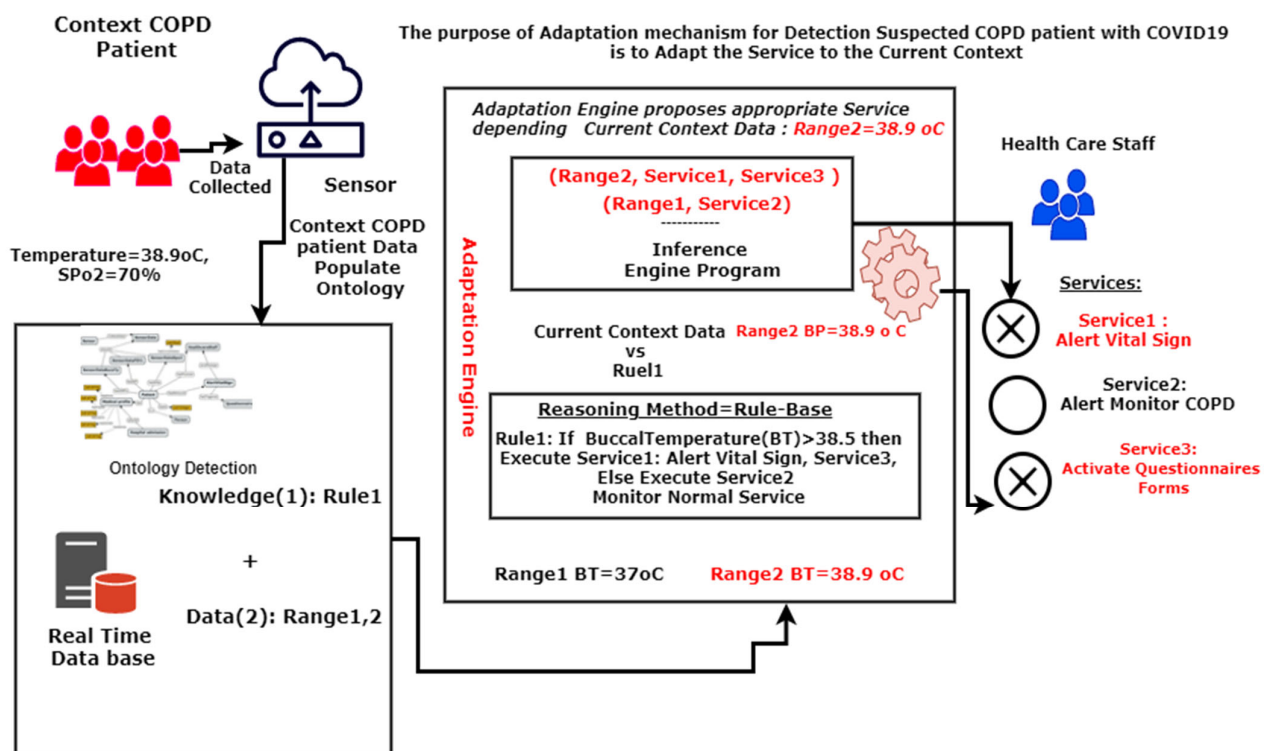 Context COPD
Patient
The purpose of Adaptation mechanism for Detection Suspected COPD patient with COVID19
is to Adapt the Service to the Current Context
Data
Collected
Sensor
Context COPD
patient Data
Populate
Ontology
Temperature=38.9oC,
SPo2=70%
Ontology Detection
Knowledge(1): Rule1
+
Data(2): Range1,2
Real Time
Data base
Adaptation Engine
Adaptation Engine proposes appropriate Service
depending Current Context Data : Range2=38.9 oC
(Range2, Service1, Service3 )
(Range1, Service2)
-----------
Inference
Engine Program
Current Context Data Range2 BP=38.9 o C
vs
Ruel1
Reasoning Method=Rule-Base
Rule1: If BuccalTemperature(BT)>38.5 then
Execute Service1: Alert Vital Sign, Service3,
Else Execute Service2
Monitor Normal Service
Range1 BT=37oC Range2 BT=38.9 oC
Health Care Staff
Services:
Service1 :
Alert Vital Sign
Service2:
Alert Monitor COPD
Service3:
Activate Questionnaires
Forms